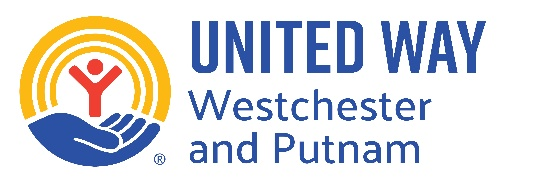 UNITED WAY
Westchester
and Putnam
®